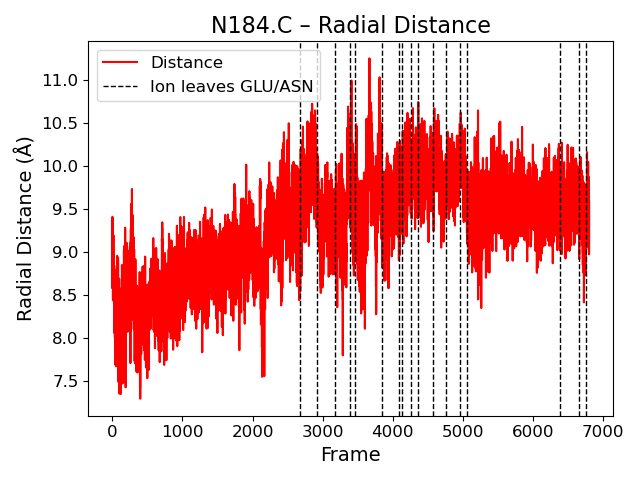 N184.C – Radial Distance
Distance
Ion leaves GLU/ASN
Radial Distance (Å)
11.0
10.5
10.0
9.5
9.0
8.5
8.0
7.5
0 1000 2000 3000 4000 5000 6000 7000
Frame